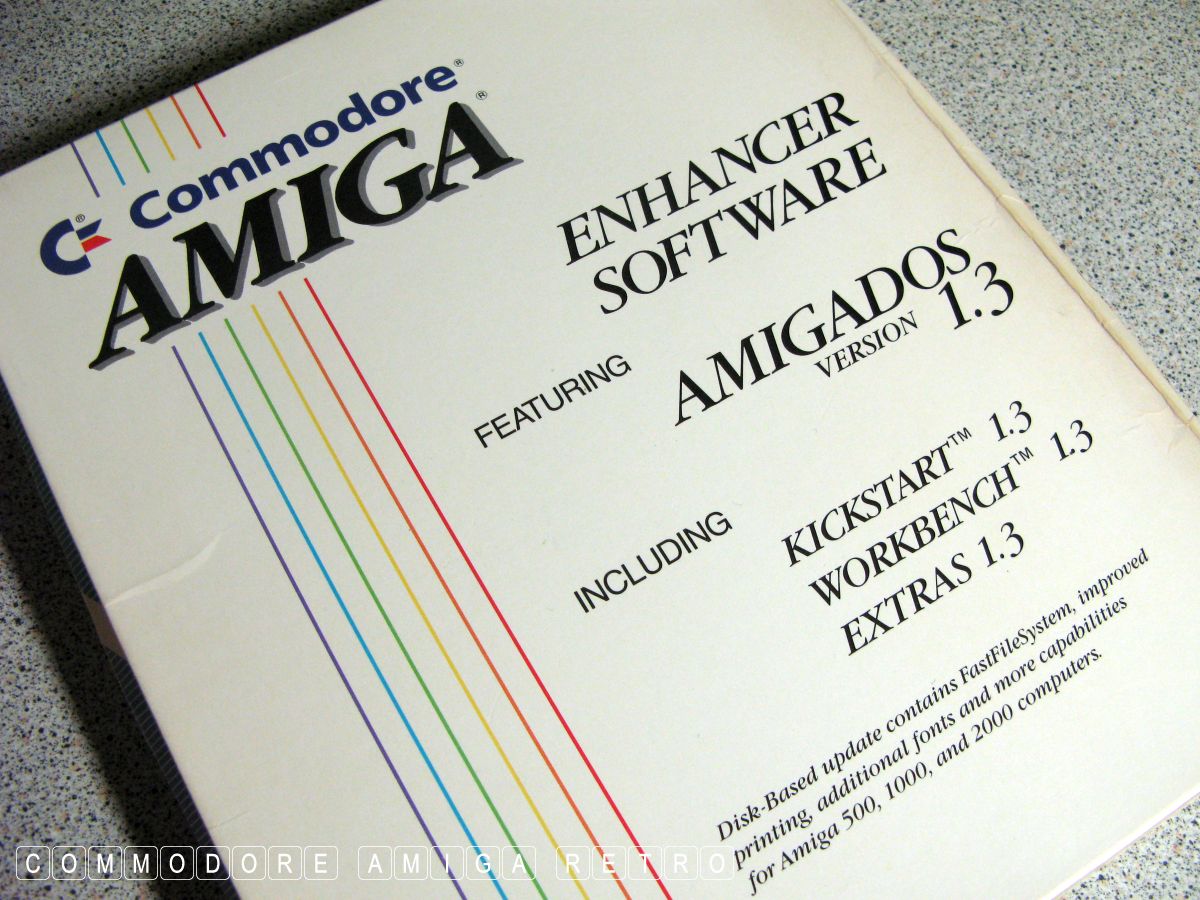 Commodore®
AMIGA®
ENHANCER
SOFTWARE
FEATURING AMIGADOS
VERSION 1.3
INCLUDING KICKSTART™ 1.3
WORKBENCH™ 1.3
EXTRAS 1.3
Disk-Based update contains FastFileSystem, improved
printing, additional fonts and more capabilities
for Amiga 500, 1000, and 2000 computers.
COMMODORE AMIGA RETRO